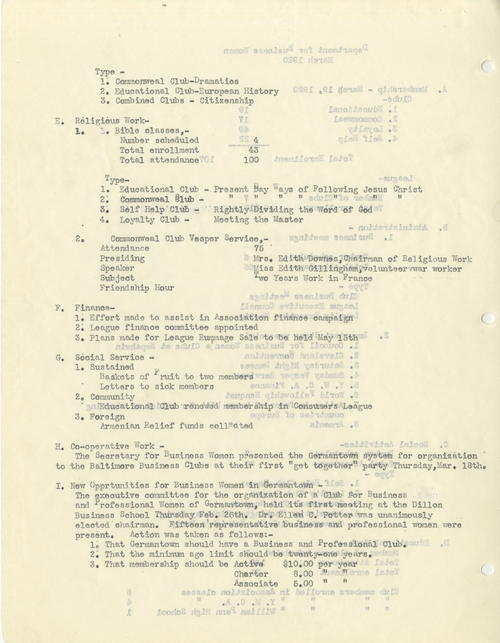 Type -
1. Commonweal Club-Dramatics
2. Educational Club-European History
3. Combined Clubs - Citizenship
E. Religious Work-
1. 1. Bible classes,-
Number scheduled 4
Total enrollment 43
Total attendance 100
Type-
1. Educational Club - Present Day Ways of Following Jesus Christ
2. Commonweal Club - " " " " " "
3. Self Help Club - Rightly Dividing the Word of God
4. Loyalty Club - Meeting the Master
2. Commonweal Club Vesper Service,-
Attendance 75
Presiding Mrs. Edith Downes, Chairman of Religious Work
Speaker Miss Edith Gillingham, volunteer war worker
Subject Two Years Work in France
Friendship Hour
F. Finance-
1. Effort made to assist in Association finance campaign
2. League finance committee appointed
3. Plans made for League Rummage Sale to be held May 15th
G. Social Service -
1. Sustained
Baskets of Fruit to two members
Letters to sick members
2. Community
Educational Club renewed membership in Consumers League
3. Foreign
Armenian Relief funds collected
H. Co-operative Work -
The Secretary for Business Women presented the Germantown system for organization
to the Baltimore Business Clubs at their first "get together" party Thursday, Mar. 18th.
I. New Opprtunities for Business Women in Germantown -
The executive committee for the organization of a Club for Business
and Professional Women of Germantown, held its first meeting at the Dillon
Business School Thursday Feb. 26th. Dr. Ellen C. Potter was unanimously
elected chairman. Fifteen representative business and professional women were
present. Action was taken as follows:-
1. That Germantown should have a Business and Professional Club.
2. That the minimum age limit should be twenty-one years.
3. That membership should be Active $10.00 per year
Charter 8.00 " "
Associate 5.00 " "